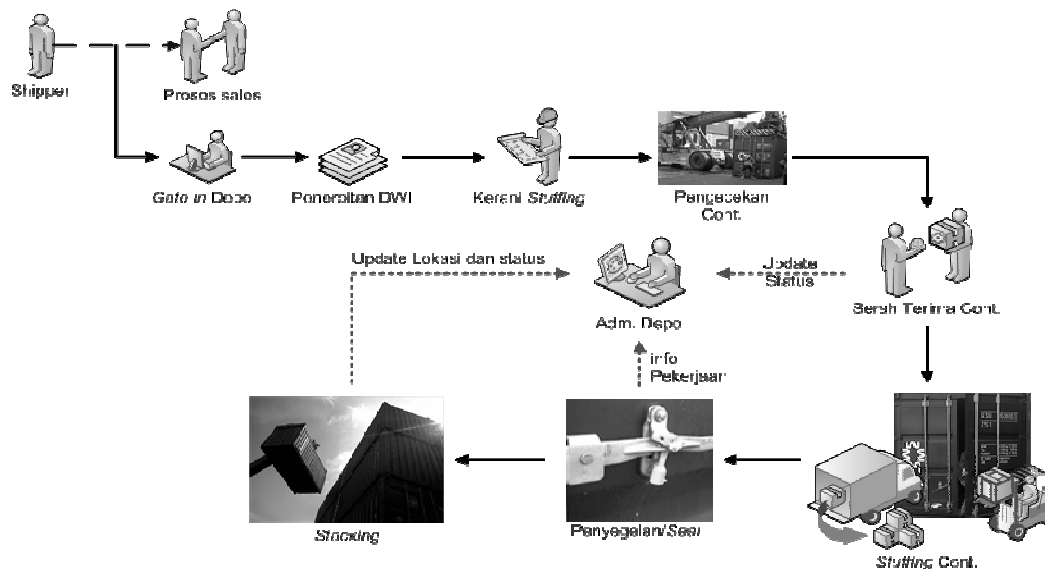 Shipper
Proses sales
Gate in Depo
Penerbitan DWI
Kerani Stuffing
Pengecekan
Cont.
Update Lokasi dan status
Update
Status
Adm. Depo
Serah Terima Cont.
info
Pekerjaan
Stacking
Penyegelan/Seal
Stuffing Cont.